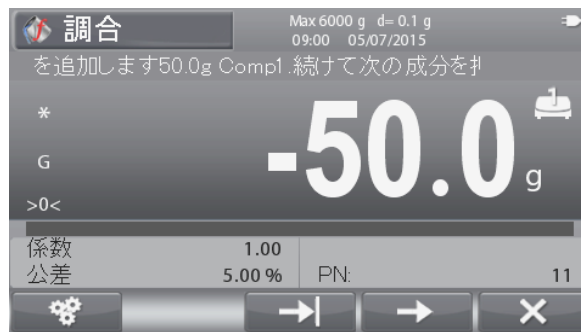 調合
Max 6000 g d= 0.1 g
09:00 05/07/2015
を追加します50.0g Comp1.続けて次の成分を
*
1
G
-50.0 g
>0<
係数 1.00
公差 5.00 % PN: 11